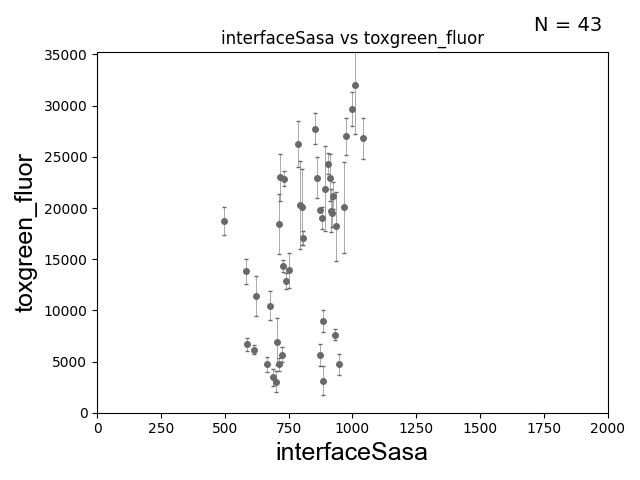 N = 43
interfaceSasa vs toxgreen_fluor
35000
30000
25000
20000
15000
10000
5000
0
toxgreen_fluor
0 250 500 750 1000 1250 1500 1750 2000
interfaceSasa